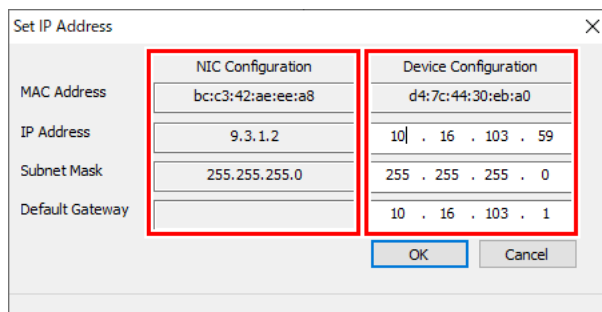 Set IP Address
NIC Configuration Device Configuration
MAC Address bc:c3:42:ae:ee:a8 d4:7c:44:30:eb:a0
IP Address 9.3.1.2 10 . 16 . 103 . 59
Subnet Mask 255.255.255.0 255 . 255 . 255 . 0
Default Gateway 10 . 16 . 103 . 1
OK Cancel